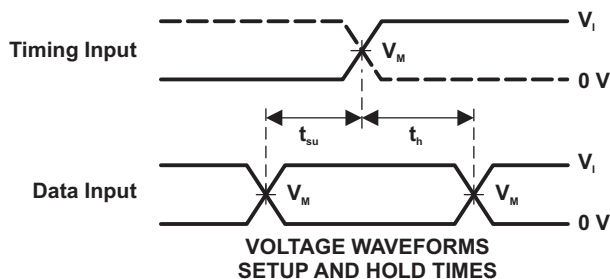 V_I
Timing Input
V_M
0 V
t_su
t_h
V_I
Data Input
V_M
V_M
0 V
VOLTAGE WAVEFORMS
SETUP AND HOLD TIMES